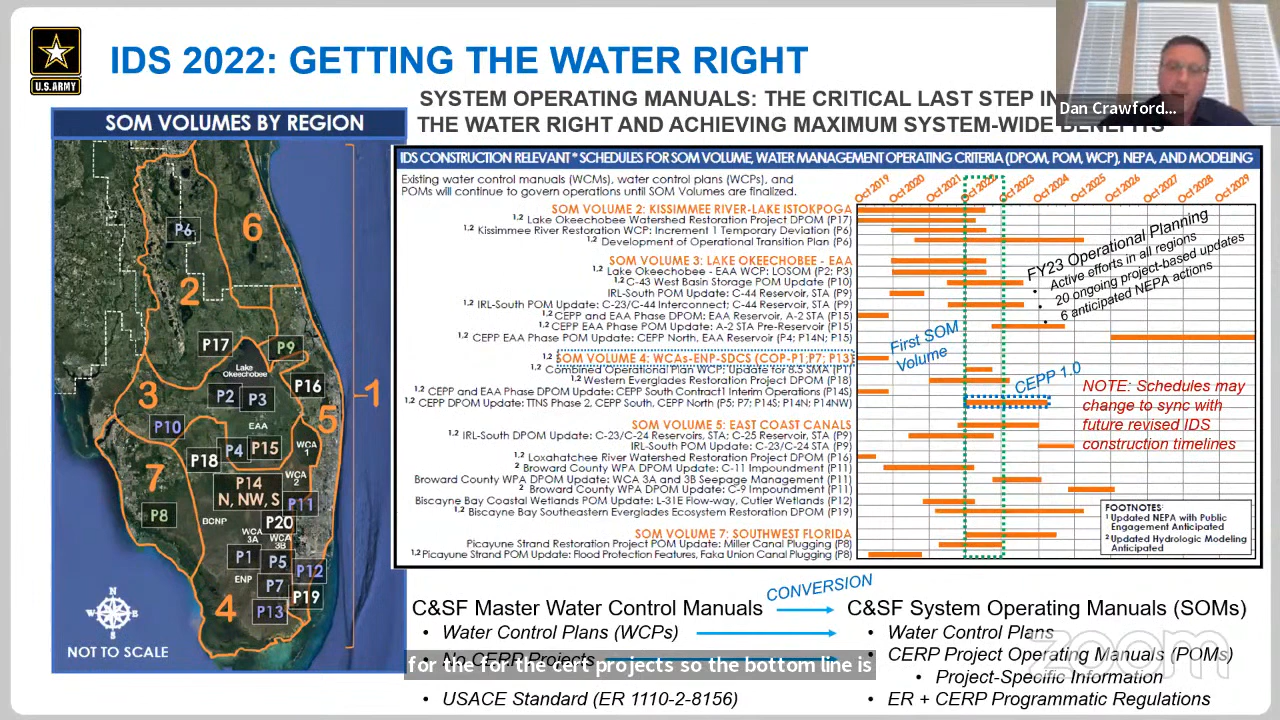 U.S. ARMY
IDS 2022: GETTING THE WATER RIGHT
SYSTEM OPERATING MANUALS: THE CRITICAL LAST STEP IN
THE WATER RIGHT AND ACHIEVING MAXIMUM SYSTEM-WIDE BENEFITS
Dan Crawford...
SOM VOLUMES BY REGION
6
P6
2
P17
P9
Lake
Okeechobee
P16
3
P2
P3
1
5
P10
EAA
WCA
1
P4
P15
P18
7
WCA
2
P14
N, NW, S
P11
P8
BCNP
P20
WCA
3A
WCA
3B
P1
P5
P12
ENP
P7
P19
4
P13
N
W
E
S
NOT TO SCALE
IDS CONSTRUCTION RELEVANT* SCHEDULES FOR SOM VOLUME, WATER MANAGEMENT OPERATING CRITERIA (DPOM, POM, WCP), NEPA, AND MODELING
Existing water control manuals (WCMs), water control plans (WCPs), and
POMs will continue to govern operations until SOM Volumes are finalized.
Oct 2019
Oct 2020
Oct 2021
Oct 2022
Oct 2023
Oct 2024
Oct 2025
Oct 2026
Oct 2027
Oct 2028
Oct 2029
SOM VOLUME 2: KISSIMMEE RIVER-LAKE ISTOKPOGA
1,2 Lake Okeechobee Watershed Restoration Project DPOM (P17)
1,2 Kissimmee River Restoration WCP: Increment 1 Temporary Deviation (P6)
1,2 Development of Operational Transition Plan (P6)
SOM VOLUME 3: LAKE OKEECHOBEE - EAA
1,2 Lake Okeechobee - EAA WCP: LOSOM (P2; P3)
1,2 C-43 West Basin Storage POM Update (P10)
IRL-South POM Update: C-44 Reservoir, STA (P9)
1,2 IRL-South POM Update: C-23/C-44 Interconnect; C-44 Reservoir, STA (P9)
1,2 CEPP and EAA Phase DPOM: EAA Reservoir, A-2 STA (P15)
1,2 CEPP EAA Phase POM Update: A-2 STA Pre-Reservoir (P15)
1,2 CEPP EAA Phase POM Update: CEPP North, EAA Reservoir (P4; P14N; P15)
1,2 SOM VOLUME 4: WCAs-ENP-SDCS (COP-P1;P7; P13)
1,2 Combined Operational Plan WCP: Update for 8.5 SMA (P1)
1,2 Western Everglades Restoration Project DPOM (P18)
1,2 CEPP and EAA Phase DPOM: CEPP South Contract1 Interim Operations (P14S)
1,2 CEPP DPOM Update: TTNS Phase 2, CEPP South, CEPP North (P5; P7; P14S; P14N; P14NW)
SOM VOLUME 5: EAST COAST CANALS
1,2 IRL-South DPOM Update: C-23/C-24 Reservoirs, STA; C-25 Reservoir, STA (P9)
IRL-South POM Update: C-23/C-24 STA (P9)
1,2 Loxahatchee River Watershed Restoration Project DPOM (P16)
2 Broward County WPA DPOM Update: C-11 Impoundment (P11)
Broward County WPA DPOM Update: WCA 3A and 3B Seepage Management (P11)
2 Broward County WPA DPOM Update: C-9 Impoundment (P11)
Biscayne Bay Coastal Wetlands POM Update: L-31E Flow-way, Cutler Wetlands (P12)
1,2 Biscayne Bay Southeastern Everglades Ecosystem Restoration DPOM (P19)
SOM VOLUME 7: SOUTHWEST FLORIDA
Picayune Strand Restoration Project POM Update: Miller Canal Plugging (P8)
1,2 Picayune Strand POM Update: Flood Protection Features, Faka Union Canal Plugging (P8)
FY23 Operational Planning
• Active efforts in all regions
• 20 ongoing project-based updates
• 6 anticipated NEPA actions
First SOM
Volume
CEPP 1.0
NOTE: Schedules may
change to sync with
future revised IDS
construction timelines
FOOTNOTES:
1 Updated NEPA with Public
Engagement Anticipated
2 Updated Hydrologic Modeling
Anticipated
CONVERSION
C&SF Master Water Control Manuals
• Water Control Plans (WCPs)
• No CERP Projects
• USACE Standard (ER 1110-2-8156)
C&SF System Operating Manuals (SOMs)
• Water Control Plans
• CERP Project Operating Manuals (POMs)
• Project-Specific Information
• ER + CERP Programmatic Regulations
for the for the cert projects so the bottom line is
zoom